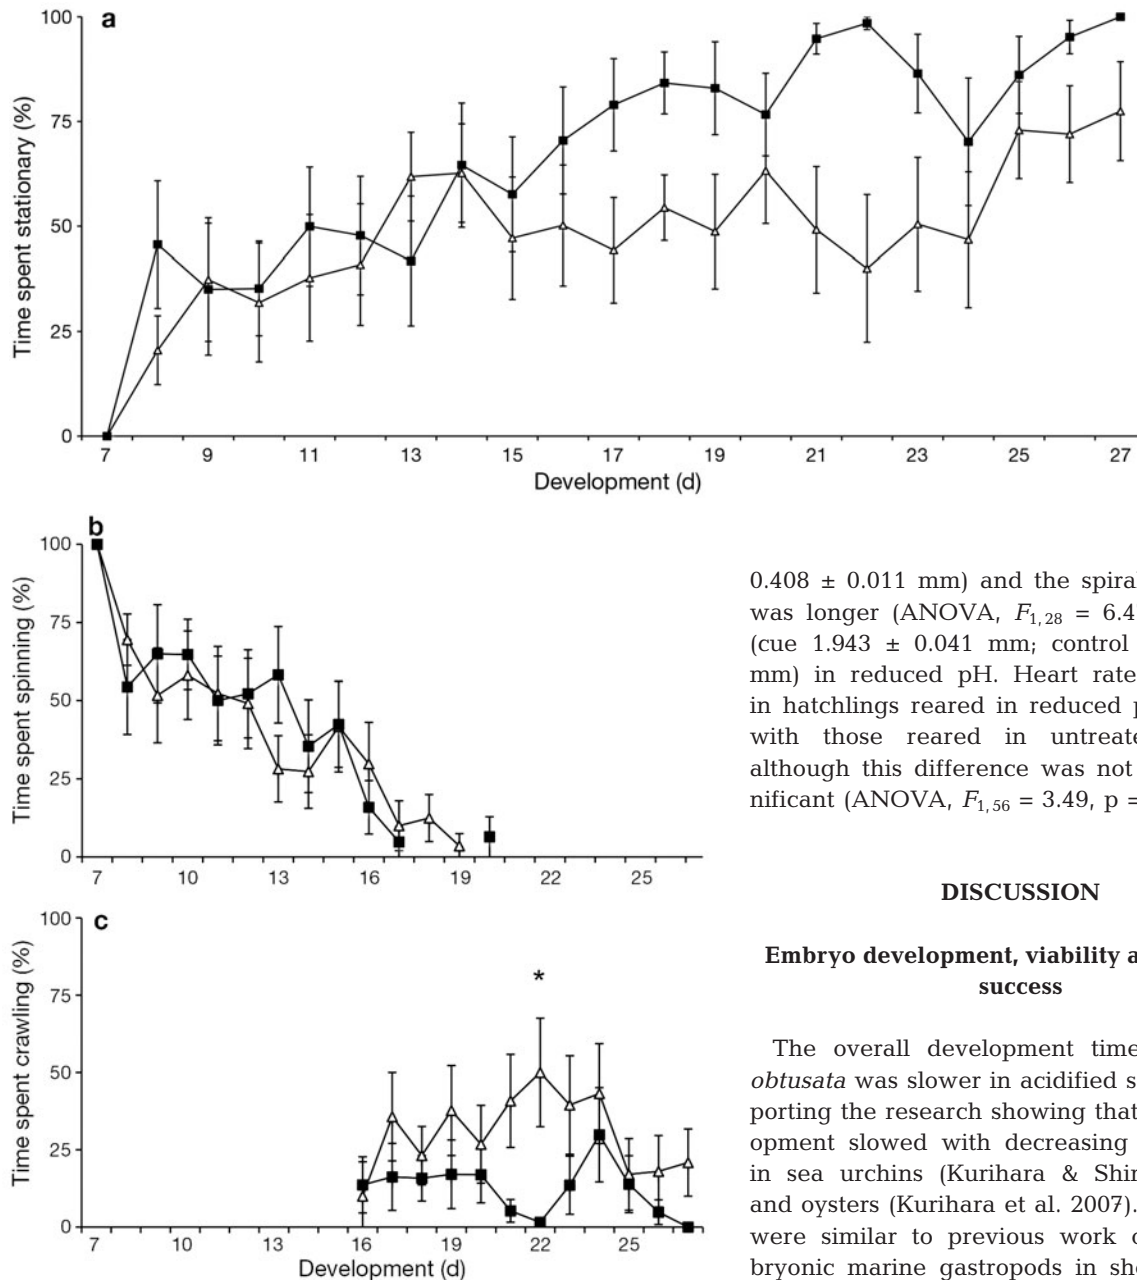 a
Time spent stationary (%)
100
75
50
25
0
7 9 11 13 15 17 19 21 23 25 27
Development (d)
b
Time spent spinning (%)
100
75
50
25
0
7 10 13 16 19 22 25
c
Time spent crawling (%)
100
75
50
25
0
*
7 10 13 16 19 22 25
Development (d)
0.408 ± 0.011 mm) and the spiral
was longer (ANOVA, F1, 28 = 6.4
(cue 1.943 ± 0.041 mm; control
mm) in reduced pH. Heart rate
in hatchlings reared in reduced p
with those reared in untreate
although this difference was not
nificant (ANOVA, F1, 56 = 3.49, p =
DISCUSSION
Embryo development, viability a
success
The overall development time
obtusata was slower in acidified s
porting the research showing that
opment slowed with decreasing
in sea urchins (Kurihara & Shir
and oysters (Kurihara et al. 2007).
were similar to previous work o
bryonic marine gastropods in sho